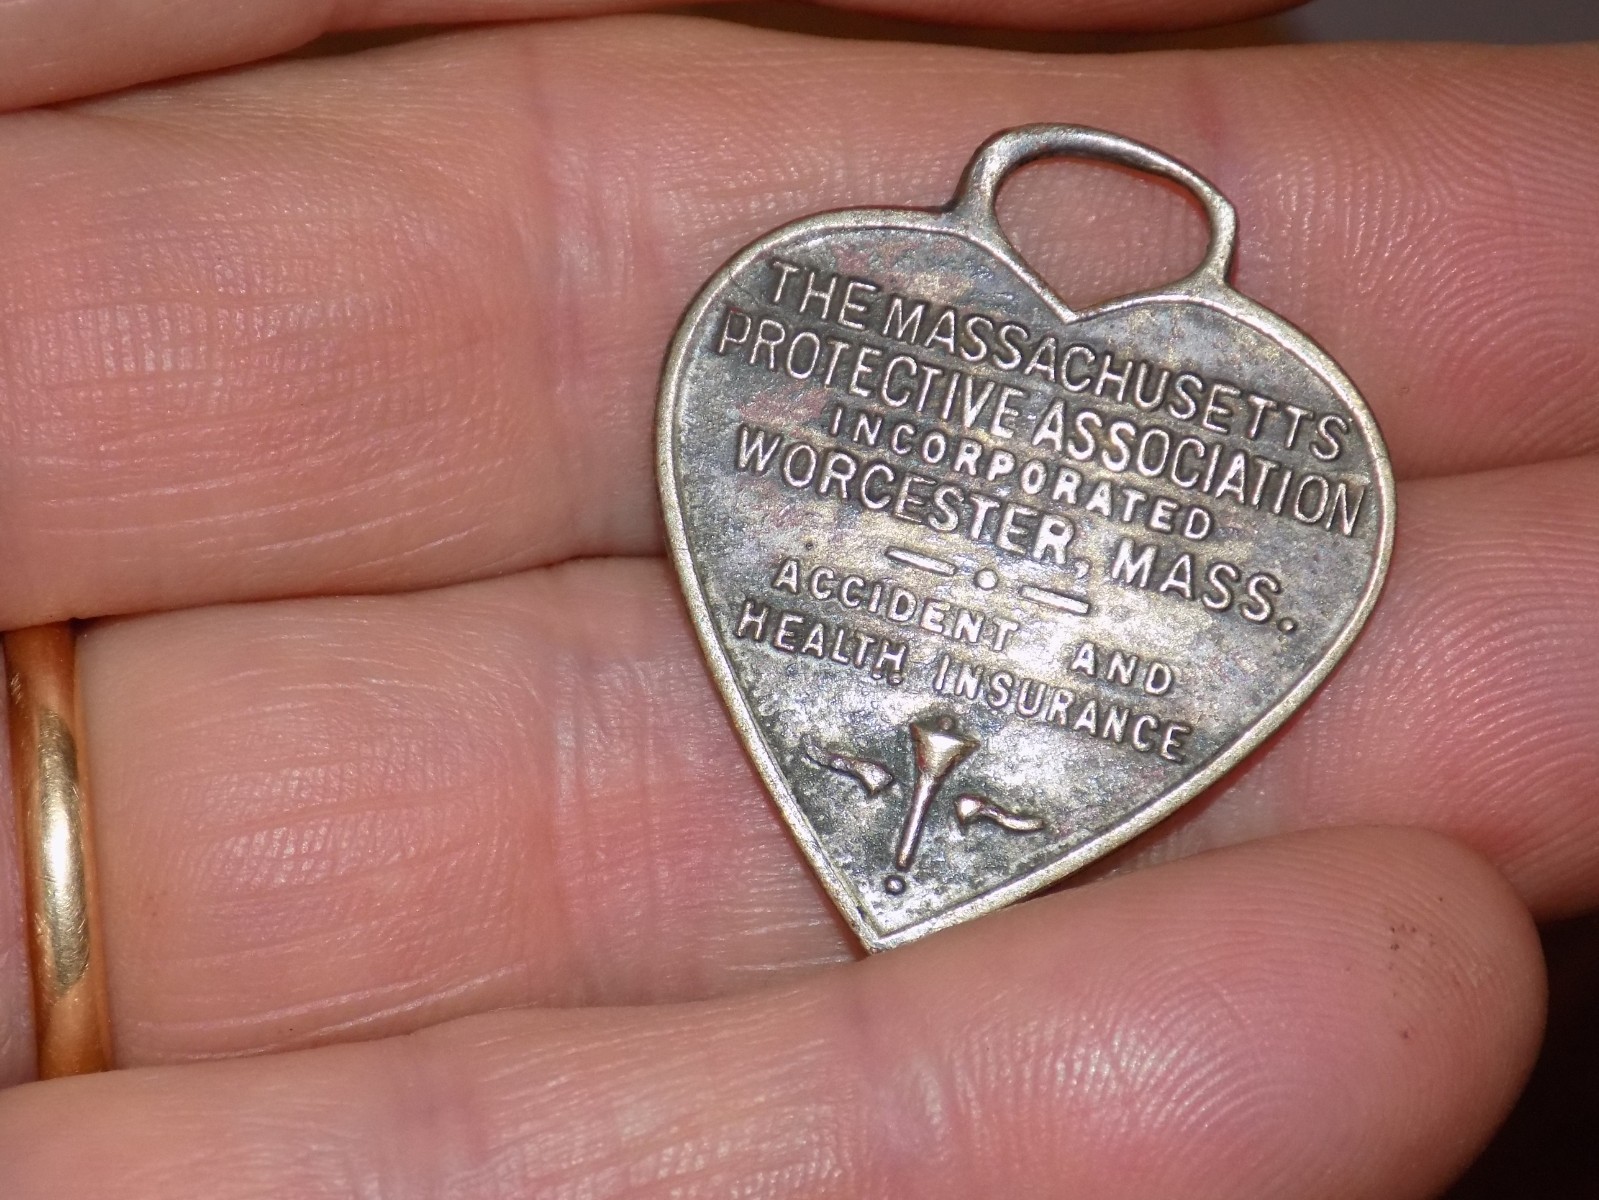 THE MASSACHUSETTS
PROTECTIVE ASSOCIATION
INCORPORATED
WORCESTER, MASS.
ACCIDENT AND
HEALTH INSURANCE